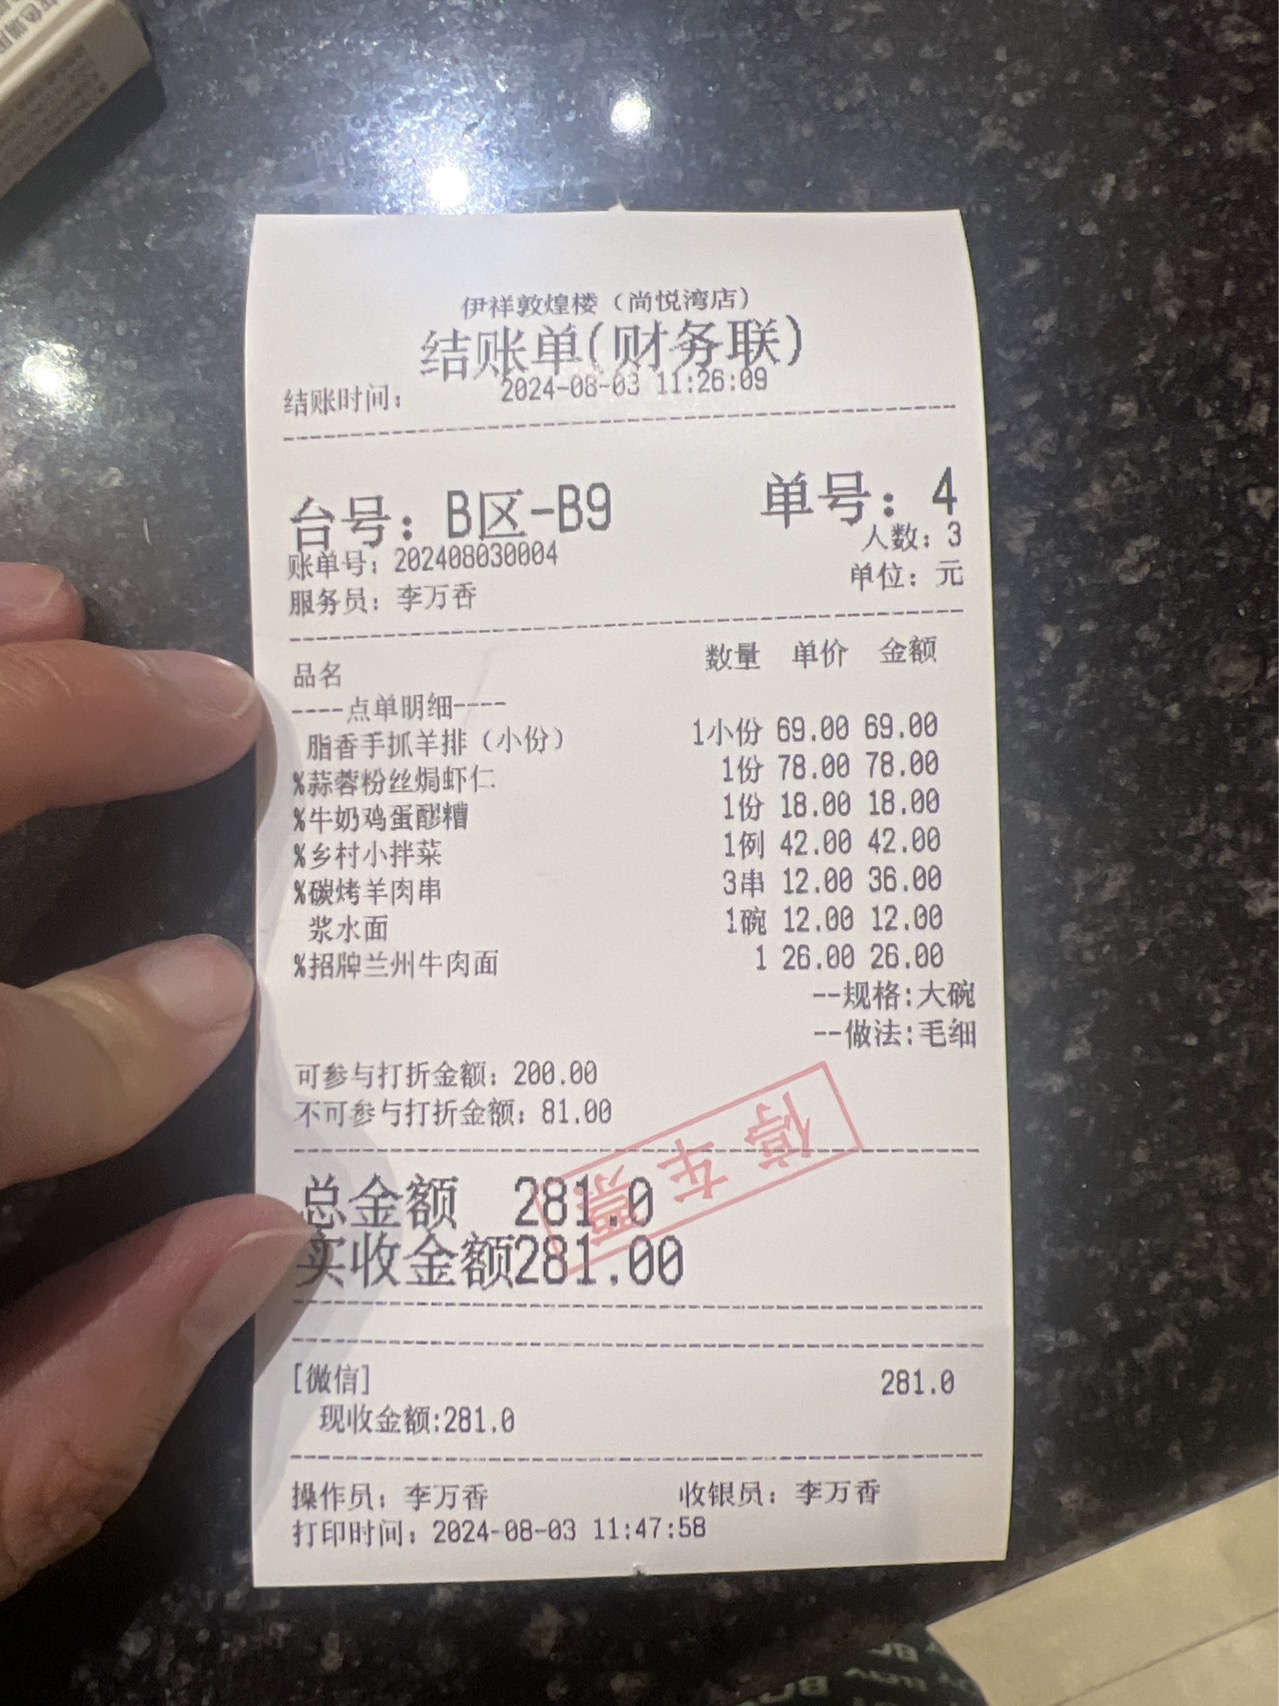 伊祥敦煌楼（尚悦湾店）
结账单(财务联)
结账时间： 2024-08-03 11:26:09
台号：B区-B9 单号：4
人数：3
账单号：202408030004
单位：元
服务员：李万香
品名 数量 单价 金额
----点单明细----
脂香手抓羊排（小份） 1小份 69.00 69.00
%蒜蓉粉丝焗虾仁 1份 78.00 78.00
%牛奶鸡蛋醪糟 1份 18.00 18.00
%乡村小拌菜 1例 42.00 42.00
%碳烤羊肉串 3串 12.00 36.00
浆水面 1碗 12.00 12.00
%招牌兰州牛肉面 1 26.00 26.00
--规格:大碗
--做法:毛细
可参与打折金额：200.00
不可参与打折金额：81.00
停车票
总金额 281.0
实收金额281.00
[微信] 281.0
现收金额:281.0
操作员：李万香 收银员：李万香
打印时间：2024-08-03 11:47:58